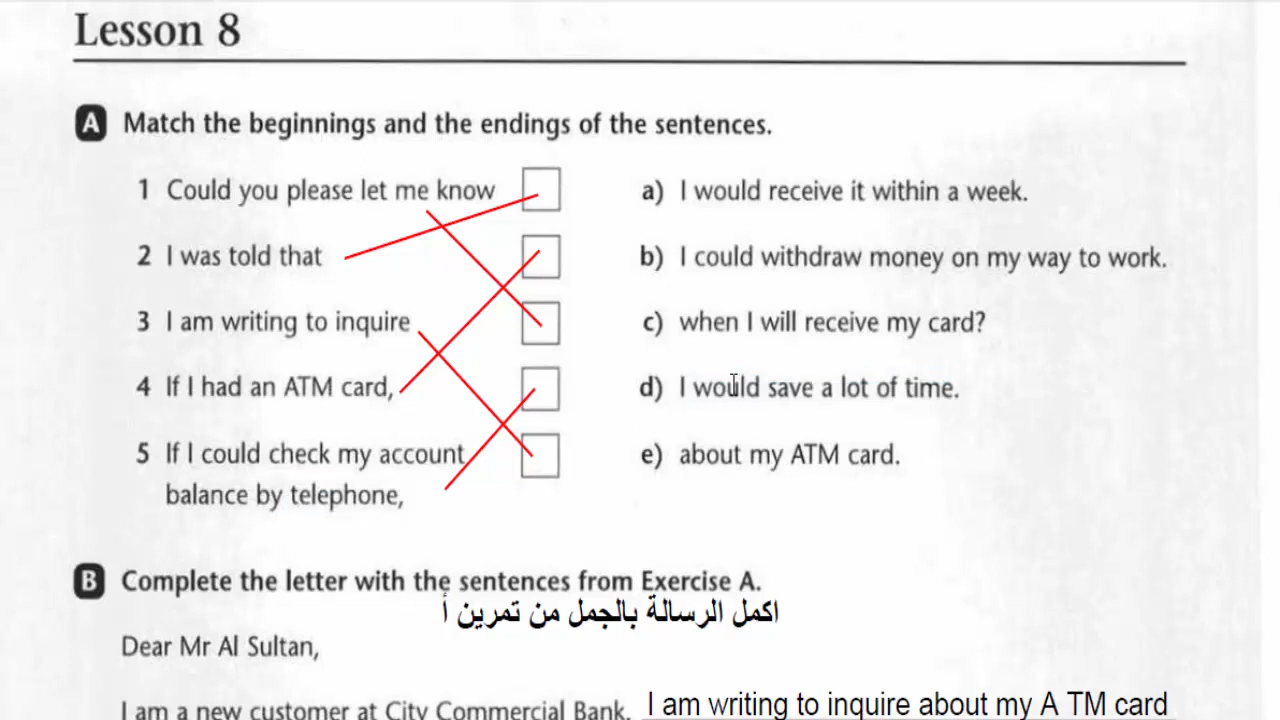 Lesson 8
A Match the beginnings and the endings of the sentences.
1 Could you please let me know
a) I would receive it within a week.
2 I was told that
b) I could withdraw money on my way to work.
3 I am writing to inquire
c) when I will receive my card?
4 If I had an ATM card,
d) I would save a lot of time.
5 If I could check my account
balance by telephone,
e) about my ATM card.
B Complete the letter with the sentences from Exercise A.
اكمل الرسالة بالجمل من تمرين أ
Dear Mr Al Sultan,
I am a new customer at City Commercial Bank. I am writing to inquire about my A TM card